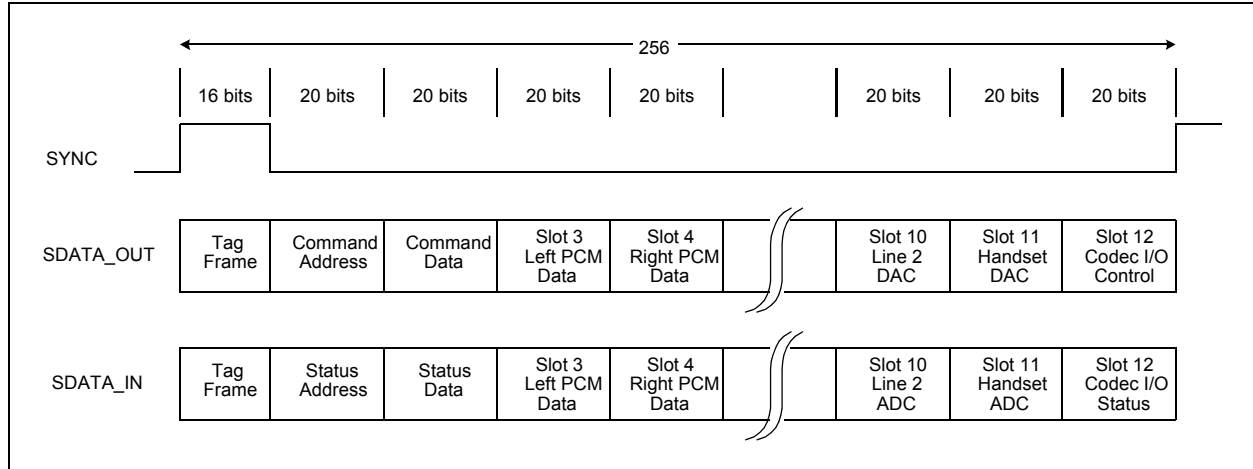 256
16 bits 20 bits 20 bits 20 bits 20 bits 20 bits 20 bits 20 bits
SYNC
SDATA_OUT
Tag
Frame
Command
Address
Command
Data
Slot 3
Left PCM
Data
Slot 4
Right PCM
Data
Slot 10
Line 2
DAC
Slot 11
Handset
DAC
Slot 12
Codec I/O
Control
SDATA_IN
Tag
Frame
Status
Address
Status
Data
Slot 3
Left PCM
Data
Slot 4
Right PCM
Data
Slot 10
Line 2
ADC
Slot 11
Handset
ADC
Slot 12
Codec I/O
Status